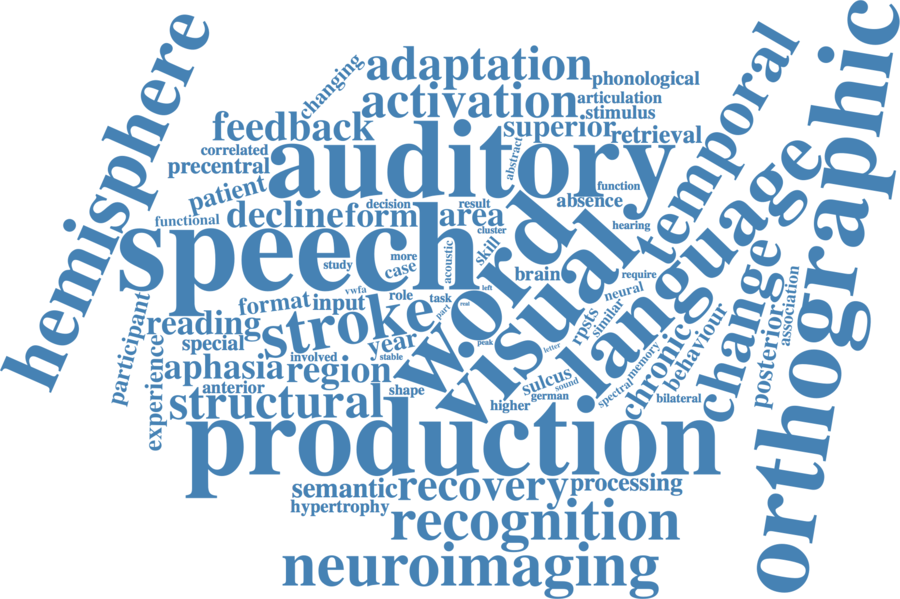 hemisphere
changing
adaptation
phonological
activation
articulation
stimulus
feedback
superior
retrieval
temporal
orthographic
correlated
precentral
auditory
abstract
function
absence
patient
functional
decline
decision
form
result
area
cluster
hearing
speech
study
more
case
acoustic
skill
word
brain
visual
require
language
neural
similar
vwfa
role
task
left
part
real
format
input
stroke
year
stable
peak
letter
rpsts
change
posterior
association
participant
reading
special
experience
aphasia
involved
region
anterior
structural
shape
higher
sulcus
sound
german
spectral
memory
chronic
behaviour
bilateral
production
semantic
recovery
processing
hypertrophy
recognition
neuroimaging